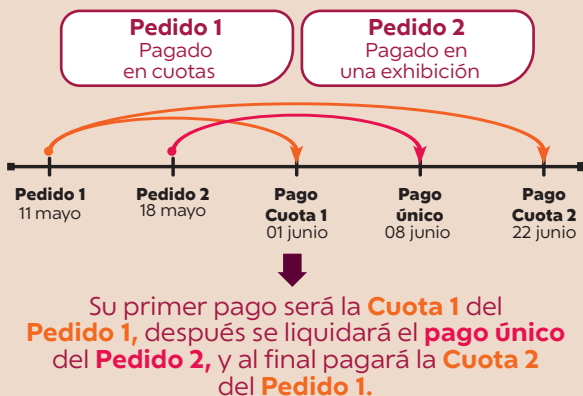 Pedido 1
Pagado
en cuotas
Pedido 2
Pagado en
una exhibición
Pedido 1
11 mayo
Pedido 2
18 mayo
Pago
Cuota 1
01 junio
Pago
único
08 junio
Pago
Cuota 2
22 junio
Su primer pago será la Cuota 1 del
Pedido 1, después se liquidará el pago único
del Pedido 2, y al final pagará la Cuota 2
del Pedido 1.